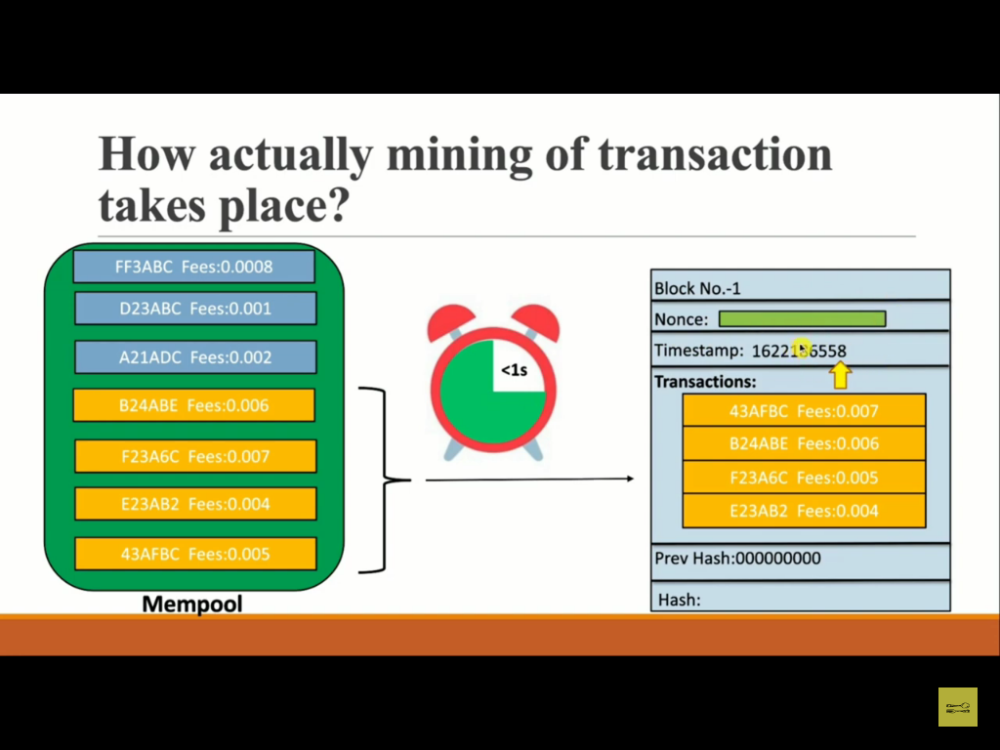 How actually mining of transaction
takes place?
FF3ABC Fees:0.0008
D23ABC Fees:0.001
A21ADC Fees:0.002
B24ABE Fees:0.006
F23A6C Fees:0.007
E23AB2 Fees:0.004
43AFBC Fees:0.005
Mempool
<1s
Block No.-1
Nonce:
Timestamp: 1622186558
Transactions:
43AFBC Fees:0.007
B24ABE Fees:0.006
F23A6C Fees:0.005
E23AB2 Fees:0.004
Prev Hash:000000000
Hash: